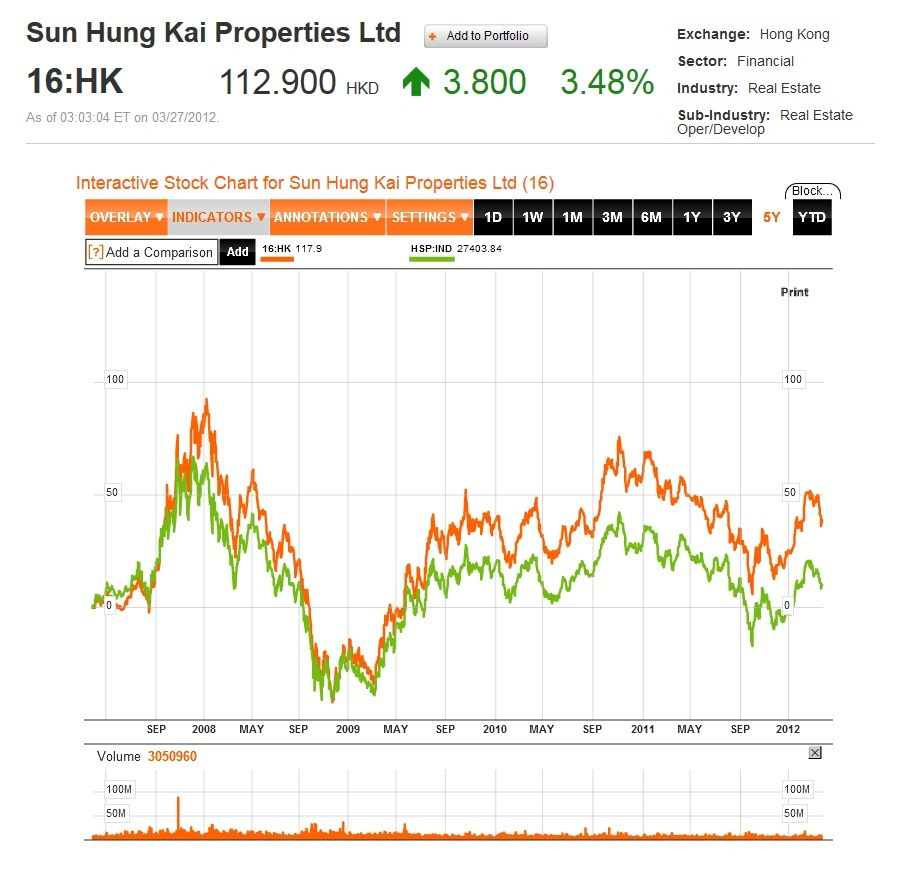 Sun Hung Kai Properties Ltd
+ Add to Portfolio
Exchange: Hong Kong
16:HK 112.900 HKD 3.800 3.48%
Sector: Financial
Industry: Real Estate
As of 03:03:04 ET on 03/27/2012.
Sub-Industry: Real Estate
Oper/Develop
Interactive Stock Chart for Sun Hung Kai Properties Ltd (16)
Block...
OVERLAY ▼ INDICATORS ▼ ANNOTATIONS ▼ SETTINGS ▼ 1D 1W 1M 3M 6M 1Y 3Y 5Y YTD
[?] Add a Comparison Add 16:HK 117.9 HSP:IND 27403.84
Print
100 100
50 50
0 0
SEP 2008 MAY SEP 2009 MAY SEP 2010 MAY SEP 2011 MAY SEP 2012
Volume 3050960
100M 100M
50M 50M